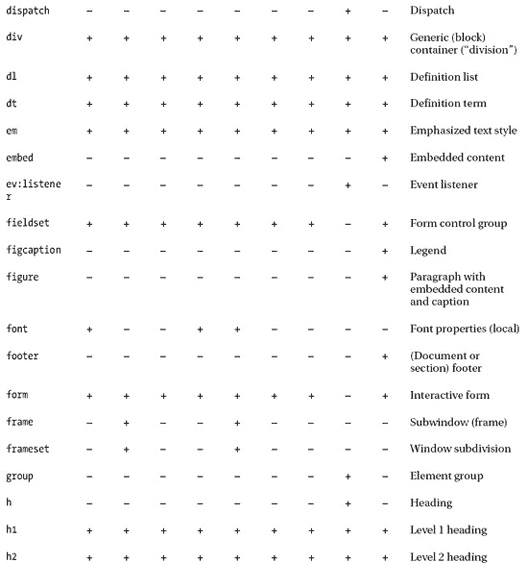 dispatch – – – – – – – + – Dispatch
div + + + + + + + + + Generic (block)
container (“division”)
dl + + + + + + + + + Definition list
dt + + + + + + + + + Definition term
em + + + + + + + + + Emphasized text style
embed – – – – – – – – + Embedded content
ev:listene – – – – – – – + – Event listener
r
fieldset + + + + + + + – + Form control group
figcaption – – – – – – – – + Legend
figure – – – – – – – – + Paragraph with
embedded content
and caption
font + – – + + – – – – Font properties (local)
footer – – – – – – – – + (Document or
section) footer
form + + + + + + + – + Interactive form
frame – + – – + – – – – Subwindow (frame)
frameset – + – – + – – – – Window subdivision
group – – – – – – – + – Element group
h – – – – – – – + – Heading
h1 + + + + + + + + + Level 1 heading
h2 + + + + + + + + + Level 2 heading